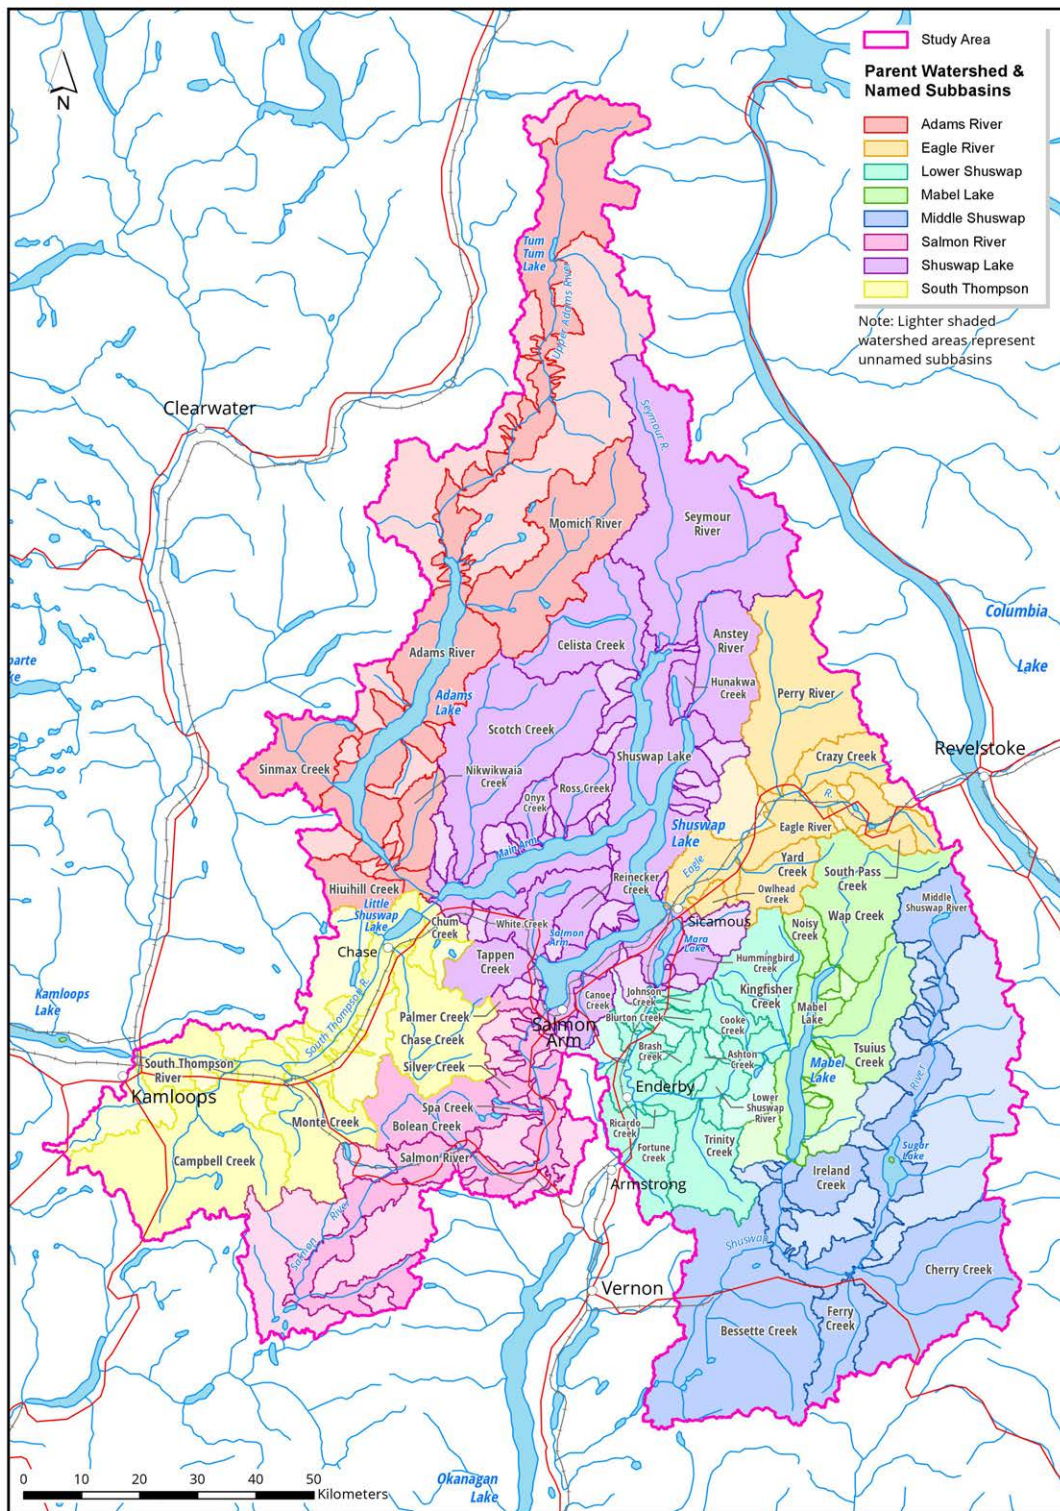 Study Area
Parent Watershed &
Named Subbasins
Adams River
Eagle River
Lower Shuswap
Mabel Lake
Middle Shuswap
Salmon River
Shuswap Lake
South Thompson
Note: Lighter shaded
watershed areas represent
unnamed subbasins
N
Tum
Tum
Lake
Upper Adams River
Clearwater
Seymour R.
Momich River
Seymour
River
Columbia
Lake
Anstey
River
Celista Creek
Adams River
Hunakwa
Creek
Adams
Lake
Perry River
Scotch Creek
Revelstoke
Shuswap Lake
Crazy Creek
Sinmax Creek
Nikwikwaia
Creek
Ross Creek
Onyx
Creek
R.
Shuswap
Lake
Eagle River
Main Arm
Eagle
Yard
Creek
South Pass
Creek
Reinecker
Creek
Hiuihill Creek
Owlhead
Creek
Little
Shuswap
Lake
Middle
Shuswap River
Wap Creek
Chum
Creek
White Creek
Sicamous
Noisy
Creek
Salmon
Arm
Mara
Lake
Chase
Tappen
Creek
Hummingbird
Creek
Kingfisher
Creek
Kamloops
Lake
Canoe
Creek
Johnson
Creek
South Thompson R.
Mabel
Lake
Palmer Creek
Salmon
Arm
Blurton Creek
Cooke
Creek
Chase Creek
Brash
Creek
Ashton
Creek
Tsuius
Creek
South Thompson
River
Silver Creek
Mabel
Lake
River
Kamloops
Enderby
Lower
Shuswap
River
Spa Creek
Monte Creek
Bolean Creek
Ricardo
Creek
Trinity
Creek
Fortune
Creek
Sugar
Lake
Campbell Creek
Salmon River
Ireland
Creek
Armstrong
River
Salmon
Shuswap
Cherry Creek
Vernon
Ferry
Creek
Bessette Creek
Okanagan
Lake
0 10 20 30 40 50
Kilometers